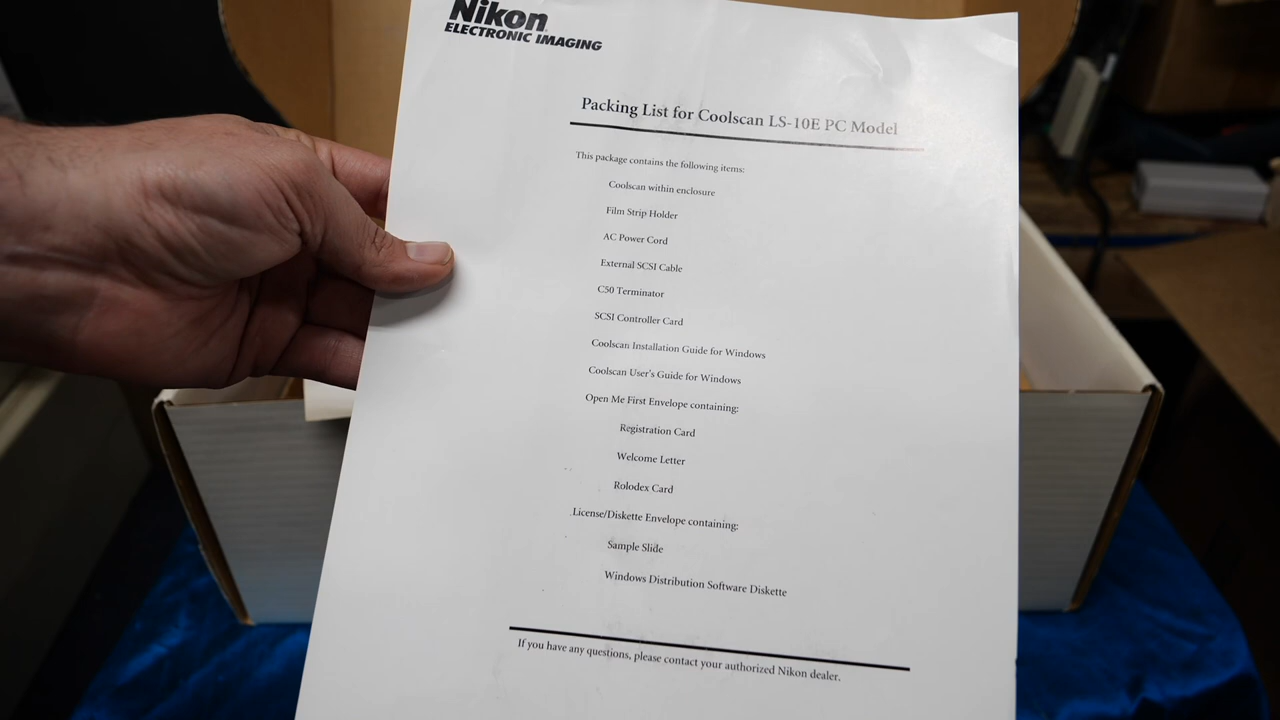 Nikon
ELECTRONIC IMAGING
Packing List for Coolscan LS-10E PC Model
This package contains the following items:
Coolscan within enclosure
Film Strip Holder
AC Power Cord
External SCSI Cable
C50 Terminator
SCSI Controller Card
Coolscan Installation Guide for Windows
Coolscan User's Guide for Windows
Open Me First Envelope containing:
Registration Card
Welcome Letter
Rolodex Card
License/Diskette Envelope containing:
Sample Slide
Windows Distribution Software Diskette
If you have any questions, please contact your authorized Nikon dealer.